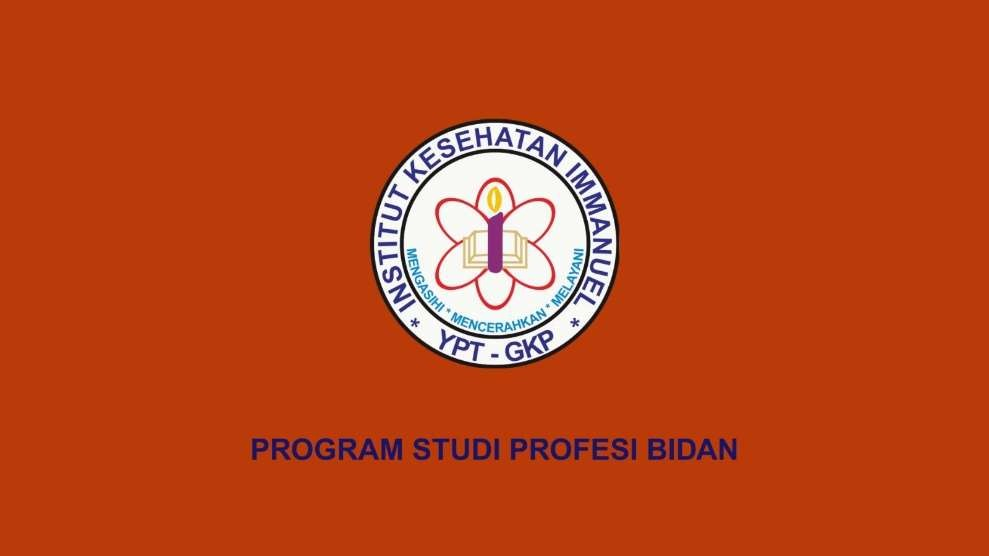 * INSTITUT KESEHATAN IMMANUEL *
MENGASIHI * MENCERAHKAN * MELAYANI
YPT - GKP
PROGRAM STUDI PROFESI BIDAN